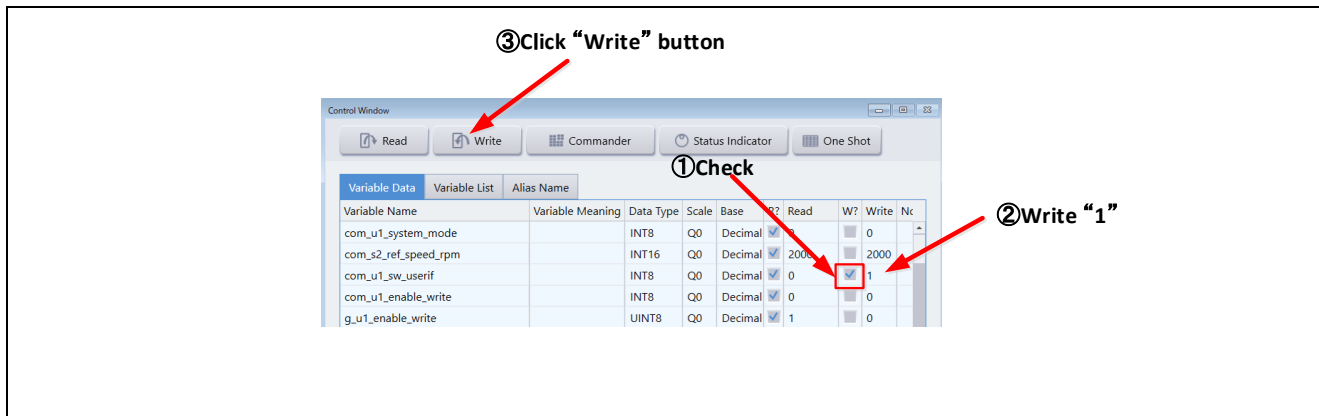 ③Click “Write” button
Control Window
Read Write Commander Status Indicator One Shot
①Check
Variable Data Variable List Alias Name
Variable Name Variable Meaning Data Type Scale Base R? Read W? Write Nc
②Write “1”
com_u1_system_mode INT8 Q0 Decimal 0 0
com_s2_ref_speed_rpm INT16 Q0 Decimal 2000 2000
com_u1_sw_userif INT8 Q0 Decimal 0 1
com_u1_enable_write INT8 Q0 Decimal 0 0
g_u1_enable_write UINT8 Q0 Decimal 1 0